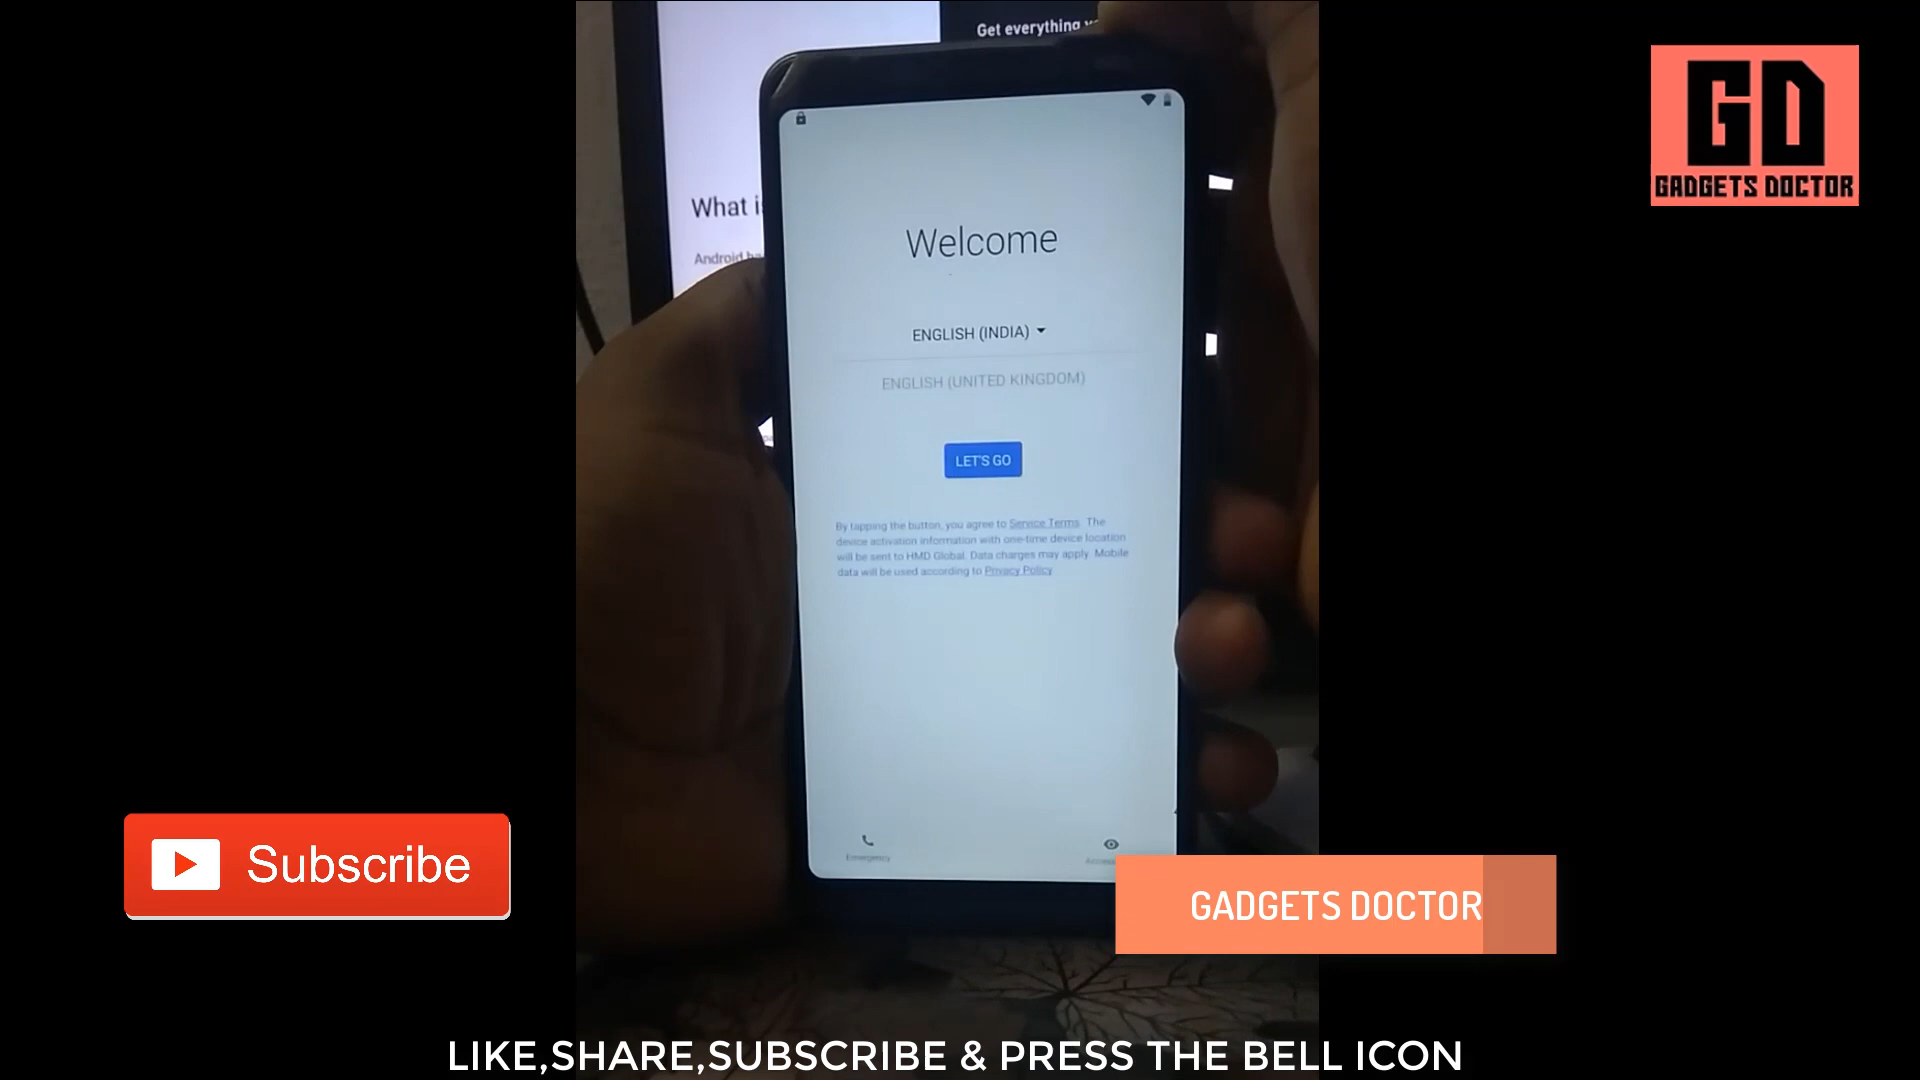 Get everything
GD
GADGETS DOCTOR
What
Android
Welcome
ENGLISH (INDIA)
ENGLISH (UNITED KINGDOM)
LET'S GO
By tapping the button, you agree to Service Terms. The
device activation information with one-time device location
will be sent to HMD Global. Data charges may apply. Mobile
data will be used according to Privacy Policy
Emergency
Subscribe
GADGETS DOCTOR
LIKE,SHARE,SUBSCRIBE & PRESS THE BELL ICON